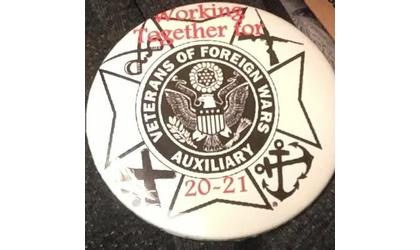 Working
Together for
VETERANS OF FOREIGN WARS
AUXILIARY
20-21
®